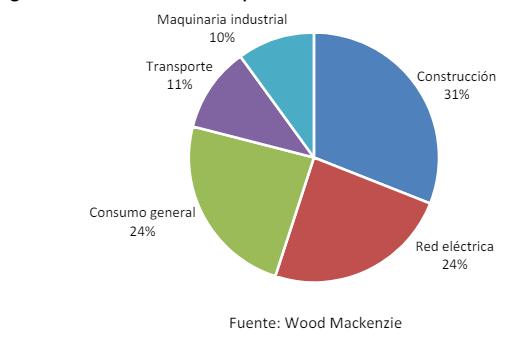 Maquinaria industrial
10%
Transporte
11%
Construcción
31%
Consumo general
24%
Red eléctrica
24%
Fuente: Wood Mackenzie